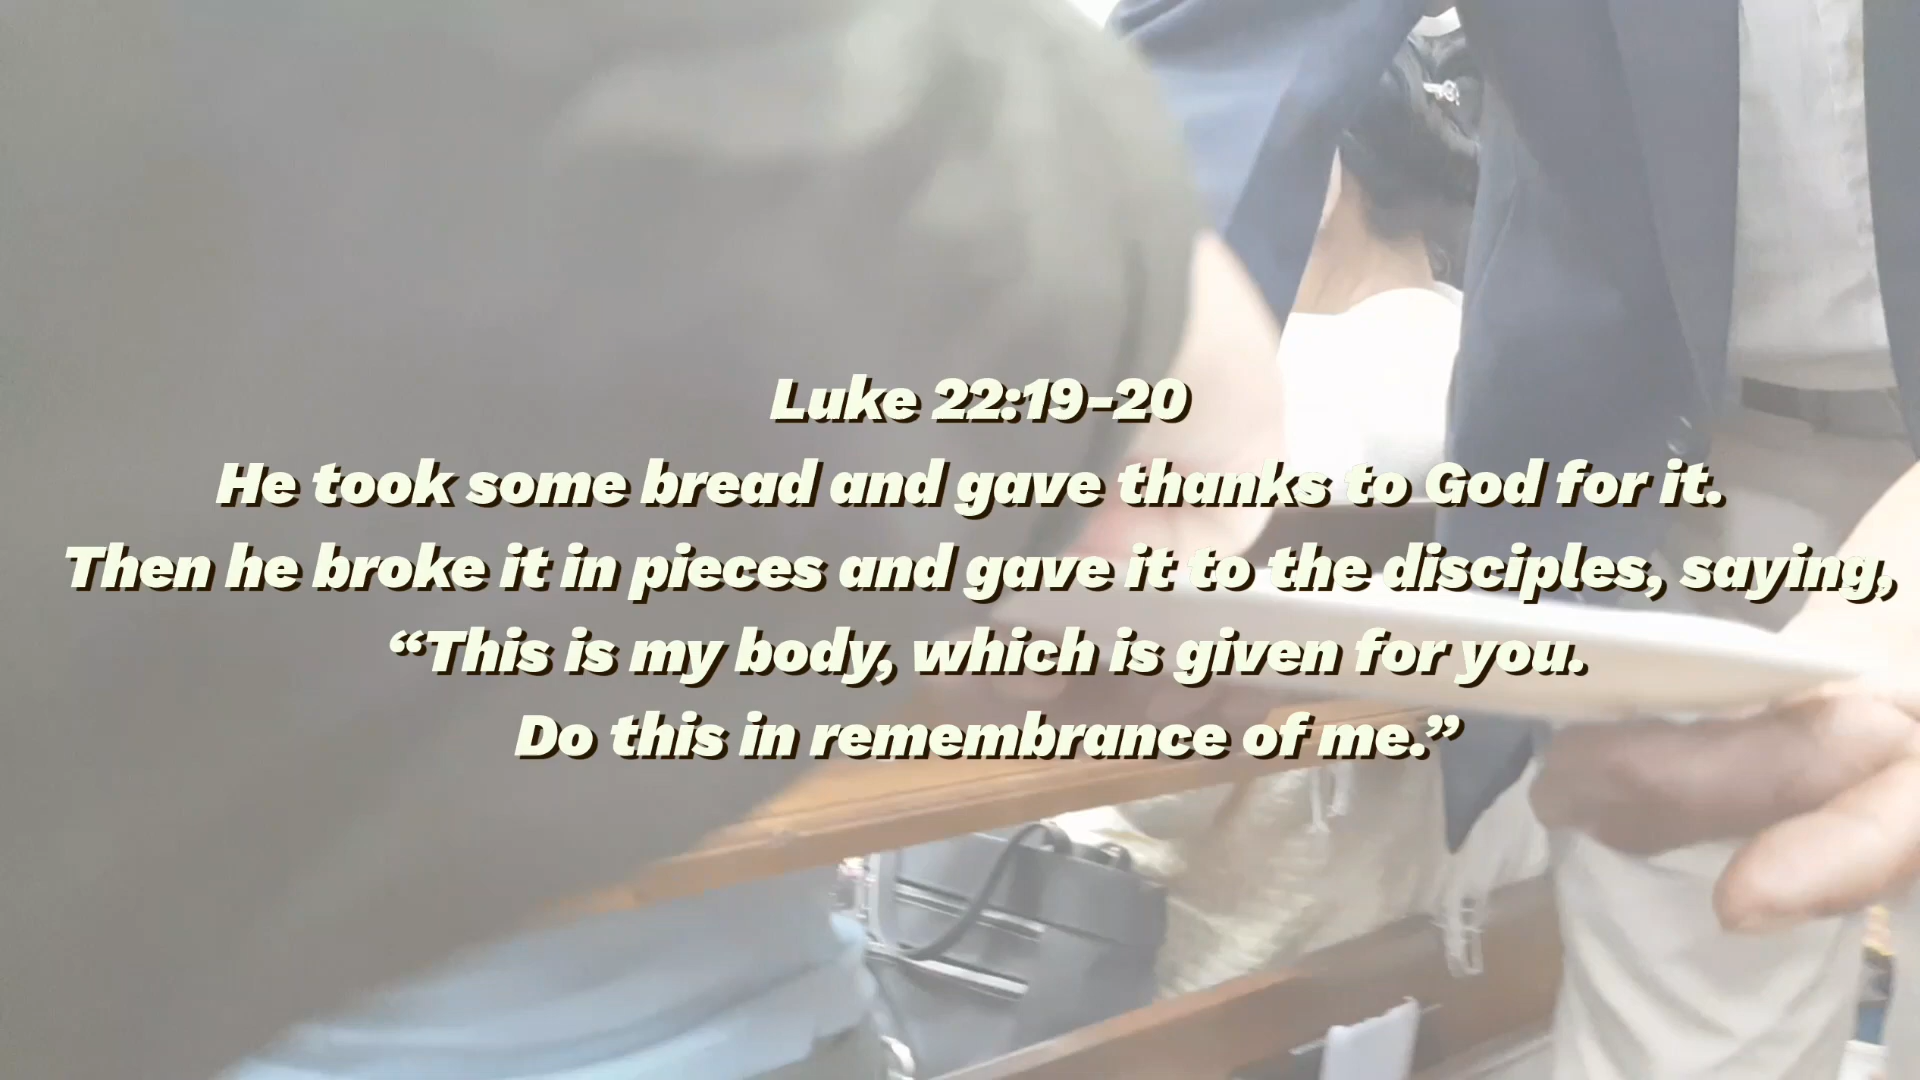 Luke 22:19-20
He took some bread and gave thanks to God for it.
Then he broke it in pieces and gave it to the disciples, saying,
“This is my body, which is given for you.
Do this in remembrance of me.”